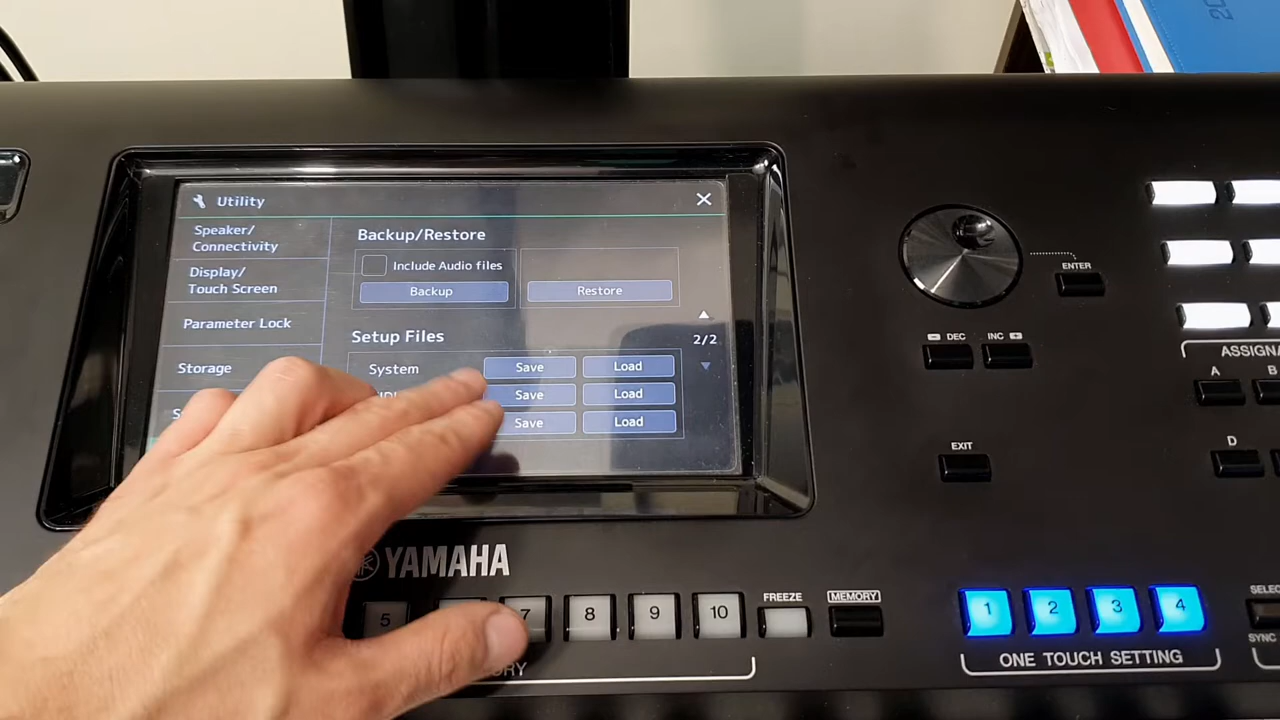 Utility
Speaker/
Connectivity
Display/
Touch Screen
Parameter Lock
Storage
Backup/Restore
Include Audio files
Backup
Restore
Setup Files
2/2
System
Save
Load
Save
Load
Save
Load
ENTER
DEC
INC
EXIT
A
B
D
YAMAHA
5
7
8
9
10
FREEZE
MEMORY
1
2
3
4
ONE TOUCH SETTING
SYNC